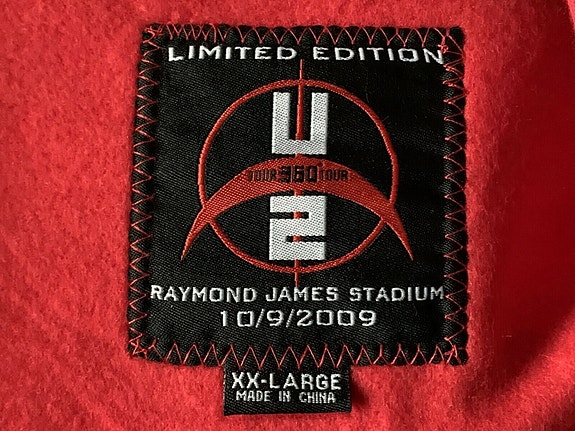 LIMITED EDITION
U
TOUR 360° TOUR
2
RAYMOND JAMES STADIUM
10/9/2009
XX-LARGE
MADE IN CHINA